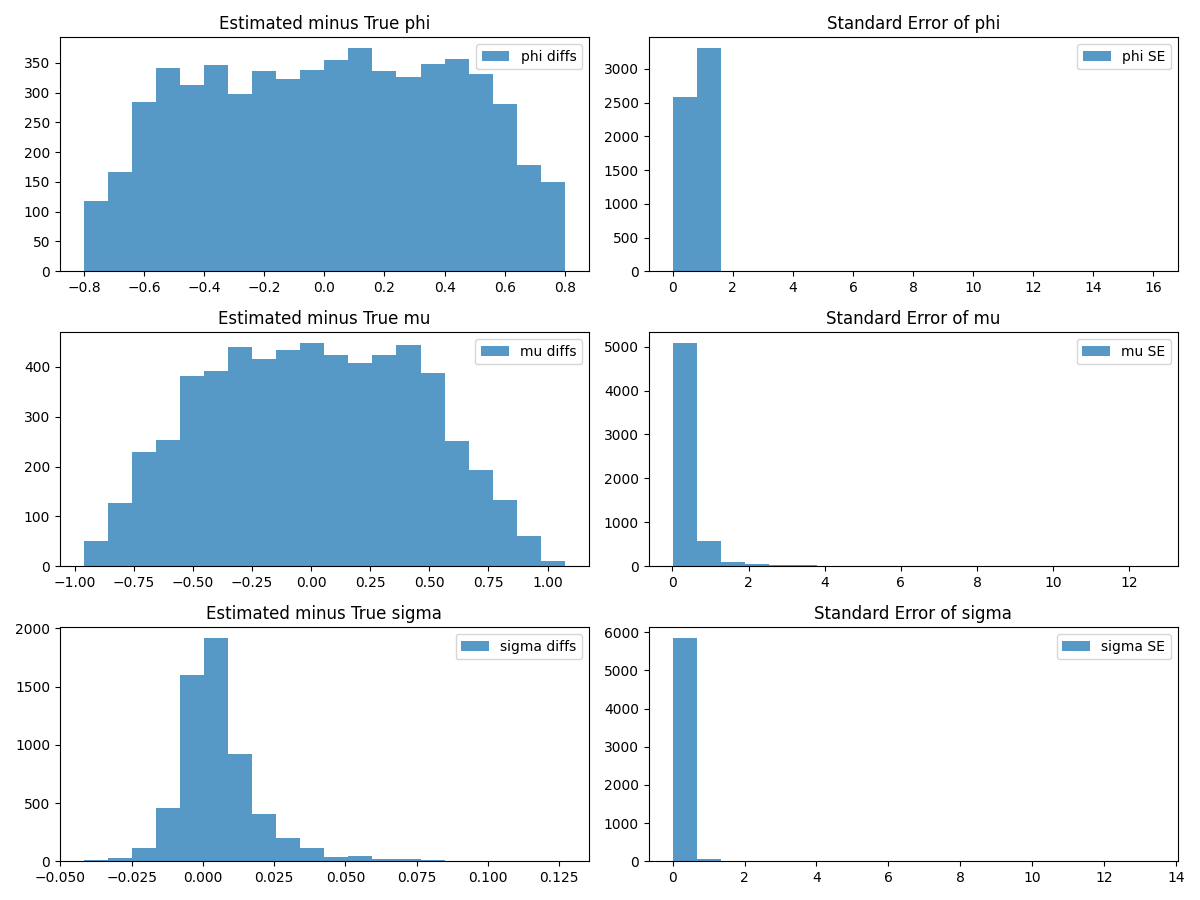 Estimated minus True phi
phi diffs
350
300
250
200
150
100
50
0
−0.8 −0.6 −0.4 −0.2 0.0 0.2 0.4 0.6 0.8
Standard Error of phi
phi SE
3000
2500
2000
1500
1000
500
0
0 2 4 6 8 10 12 14 16
Estimated minus True mu
mu diffs
400
300
200
100
0
−1.00 −0.75 −0.50 −0.25 0.00 0.25 0.50 0.75 1.00
Standard Error of mu
mu SE
5000
4000
3000
2000
1000
0
0 2 4 6 8 10 12
Estimated minus True sigma
sigma diffs
2000
1500
1000
500
0
−0.050 −0.025 0.000 0.025 0.050 0.075 0.100 0.125
Standard Error of sigma
sigma SE
6000
5000
4000
3000
2000
1000
0
0 2 4 6 8 10 12 14